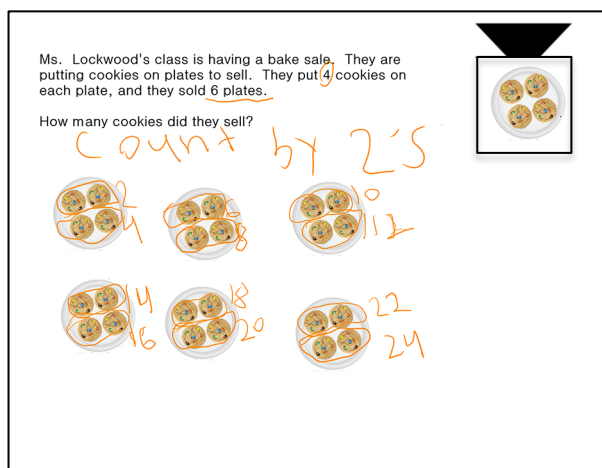 Ms. Lockwood's class is having a bake sale. They are
putting cookies on plates to sell. They put 4 cookies on
each plate, and they sold 6 plates.
How many cookies did they sell?
count by 2's
2
4
6
8
10
112
14
16
18
20
22
24